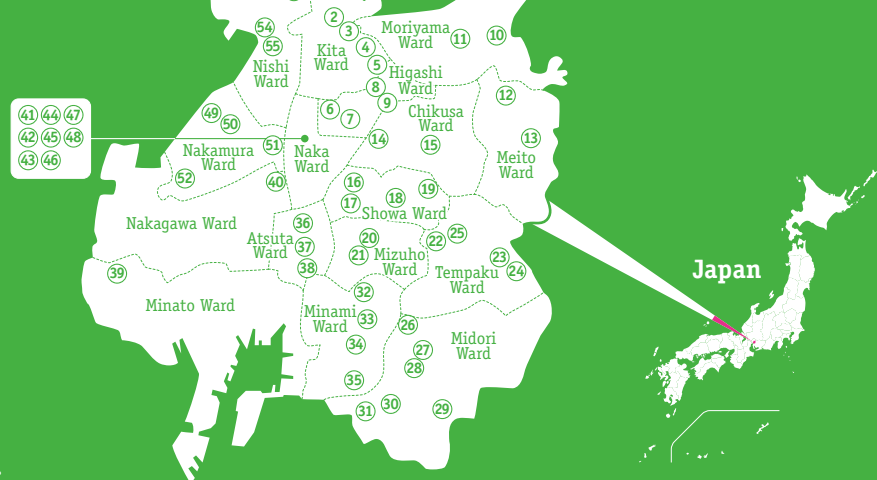 2
54
3
Moriyama
Ward
11
10
55
Kita
Ward
4
5
Nishi
Ward
Higashi
Ward
8
12
9
6
7
Chikusa
Ward
49
50
41 44 47
42 45 48
43 46
13
14
15
51
Nakamura
Ward
Naka
Ward
Meito
Ward
52
40
16
17
18
19
Showa Ward
Nakagawa Ward
36
Atsuta
Ward
37
38
20
21
Mizuho
Ward
22
25
23
24
Tempaku
Ward
39
Japan
Minato Ward
32
Minami
Ward
33
26
34
Midori
Ward
27
28
35
31
30
29